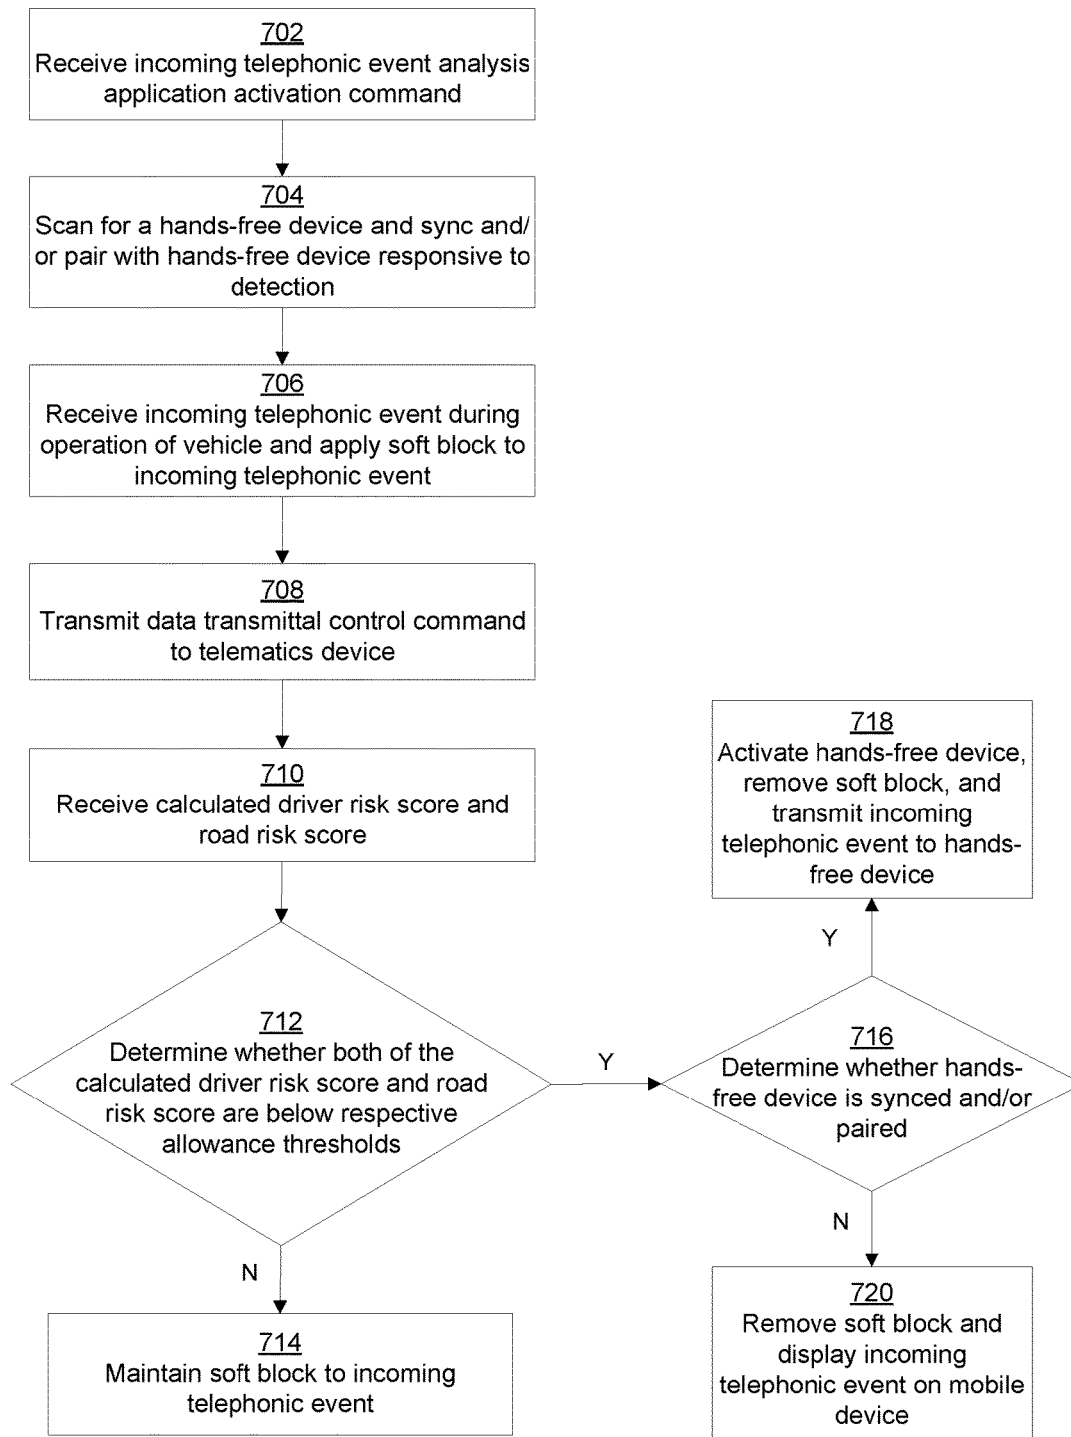 702
Receive incoming telephonic event analysis
application activation command
704
Scan for a hands-free device and sync and/
or pair with hands-free device responsive to
detection
706
Receive incoming telephonic event during
operation of vehicle and apply soft block to
incoming telephonic event
708
Transmit data transmittal control command
to telematics device
710
Receive calculated driver risk score and
road risk score
712
Determine whether both of the
calculated driver risk score and road
risk score are below respective
allowance thresholds
N
714
Maintain soft block to incoming
telephonic event
Y
716
Determine whether hands-
free device is synced and/or
paired
Y
718
Activate hands-free device,
remove soft block, and
transmit incoming
telephonic event to hands-
free device
N
720
Remove soft block and
display incoming
telephonic event on mobile
device